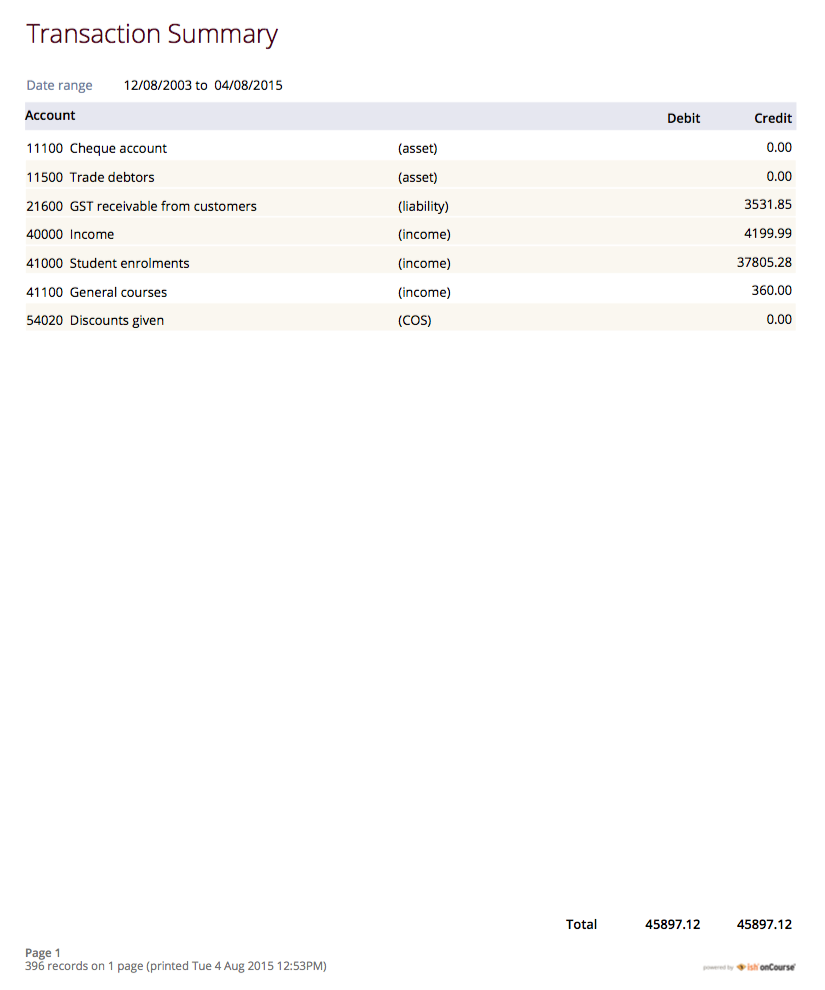 Transaction Summary
Date range 12/08/2003 to 04/08/2015
Account Debit Credit
11100 Cheque account (asset) 0.00
11500 Trade debtors (asset) 0.00
21600 GST receivable from customers (liability) 3531.85
40000 Income (income) 4199.99
41000 Student enrolments (income) 37805.28
41100 General courses (income) 360.00
54020 Discounts given (COS) 0.00
Total 45897.12 45897.12
Page 1
396 records on 1 page (printed Tue 4 Aug 2015 12:53PM)
powered by ish onCourse